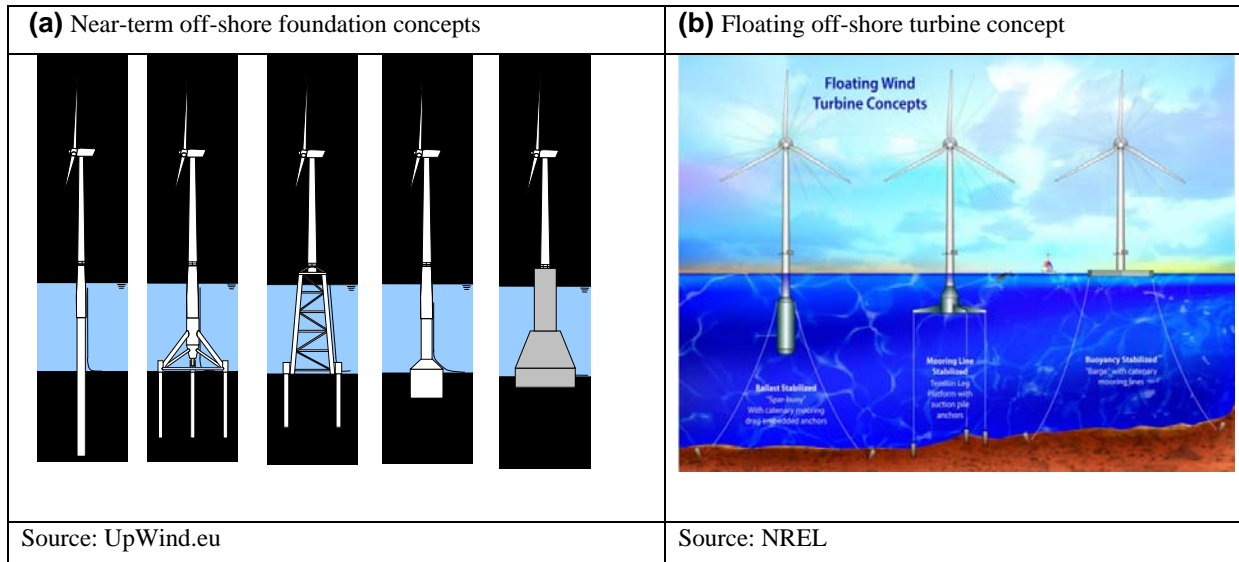 (a) Near-term off-shore foundation concepts
(b) Floating off-shore turbine concept
Floating Wind
Turbine Concepts
Ballast Stabilized
"Spar-buoy"
With catenary mooring
drag embedded anchors
Mooring Line
Stabilized
Tension Leg
Platform with
suction pile
anchors
Buoyancy Stabilized
"Barge" with catenary
mooring lines
Source: UpWind.eu
Source: NREL